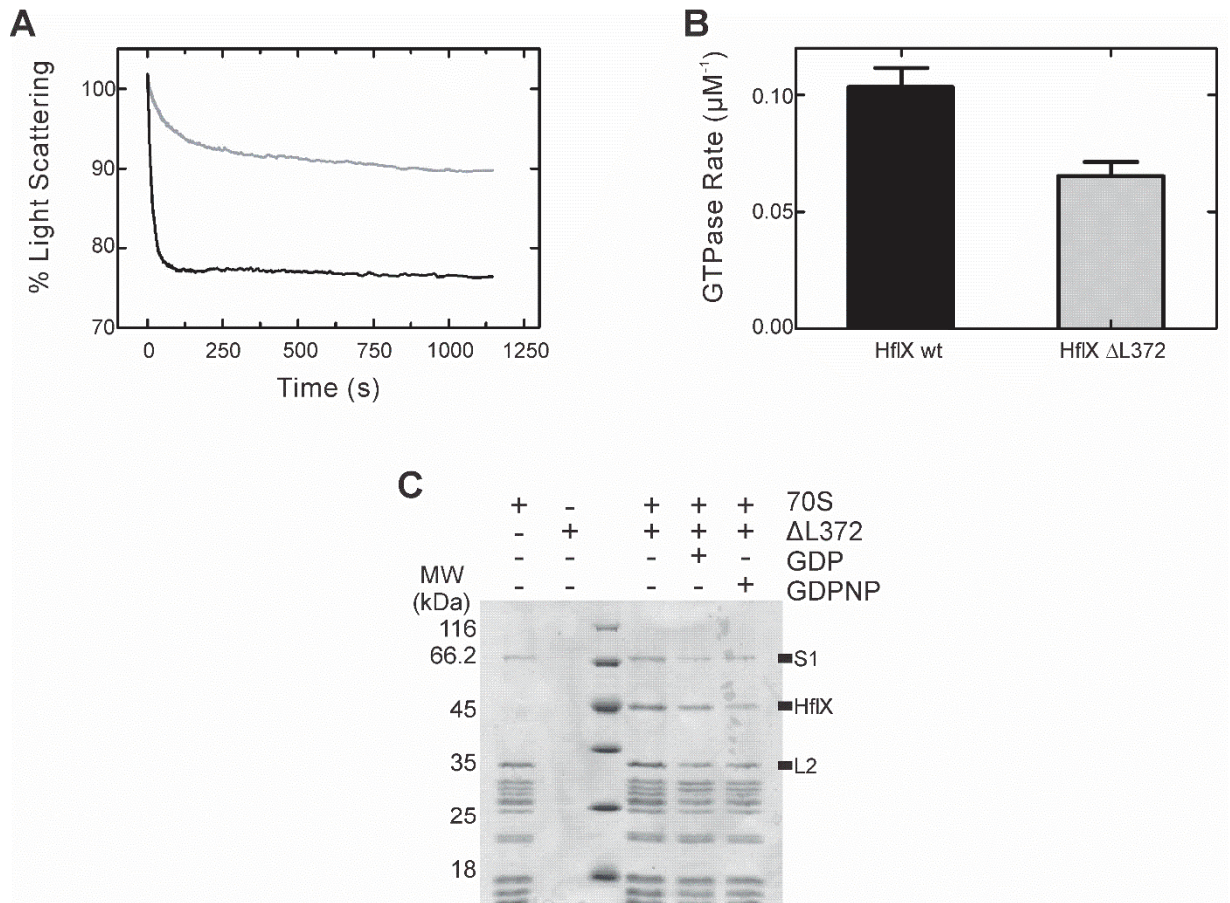 A
% Light Scattering
100
90
80
70
0 250 500 750 1000 1250
Time (s)
B
GTPase Rate (µM⁻¹)
0.10
0.05
0.00
HflX wt HflX ΔL372
C
+ - + + + 70S
- + + + + ΔL372
- - - + - GDP
- - - - + GDPNP
MW
(kDa)
116
66.2
45
35
25
18
S1
HflX
L2